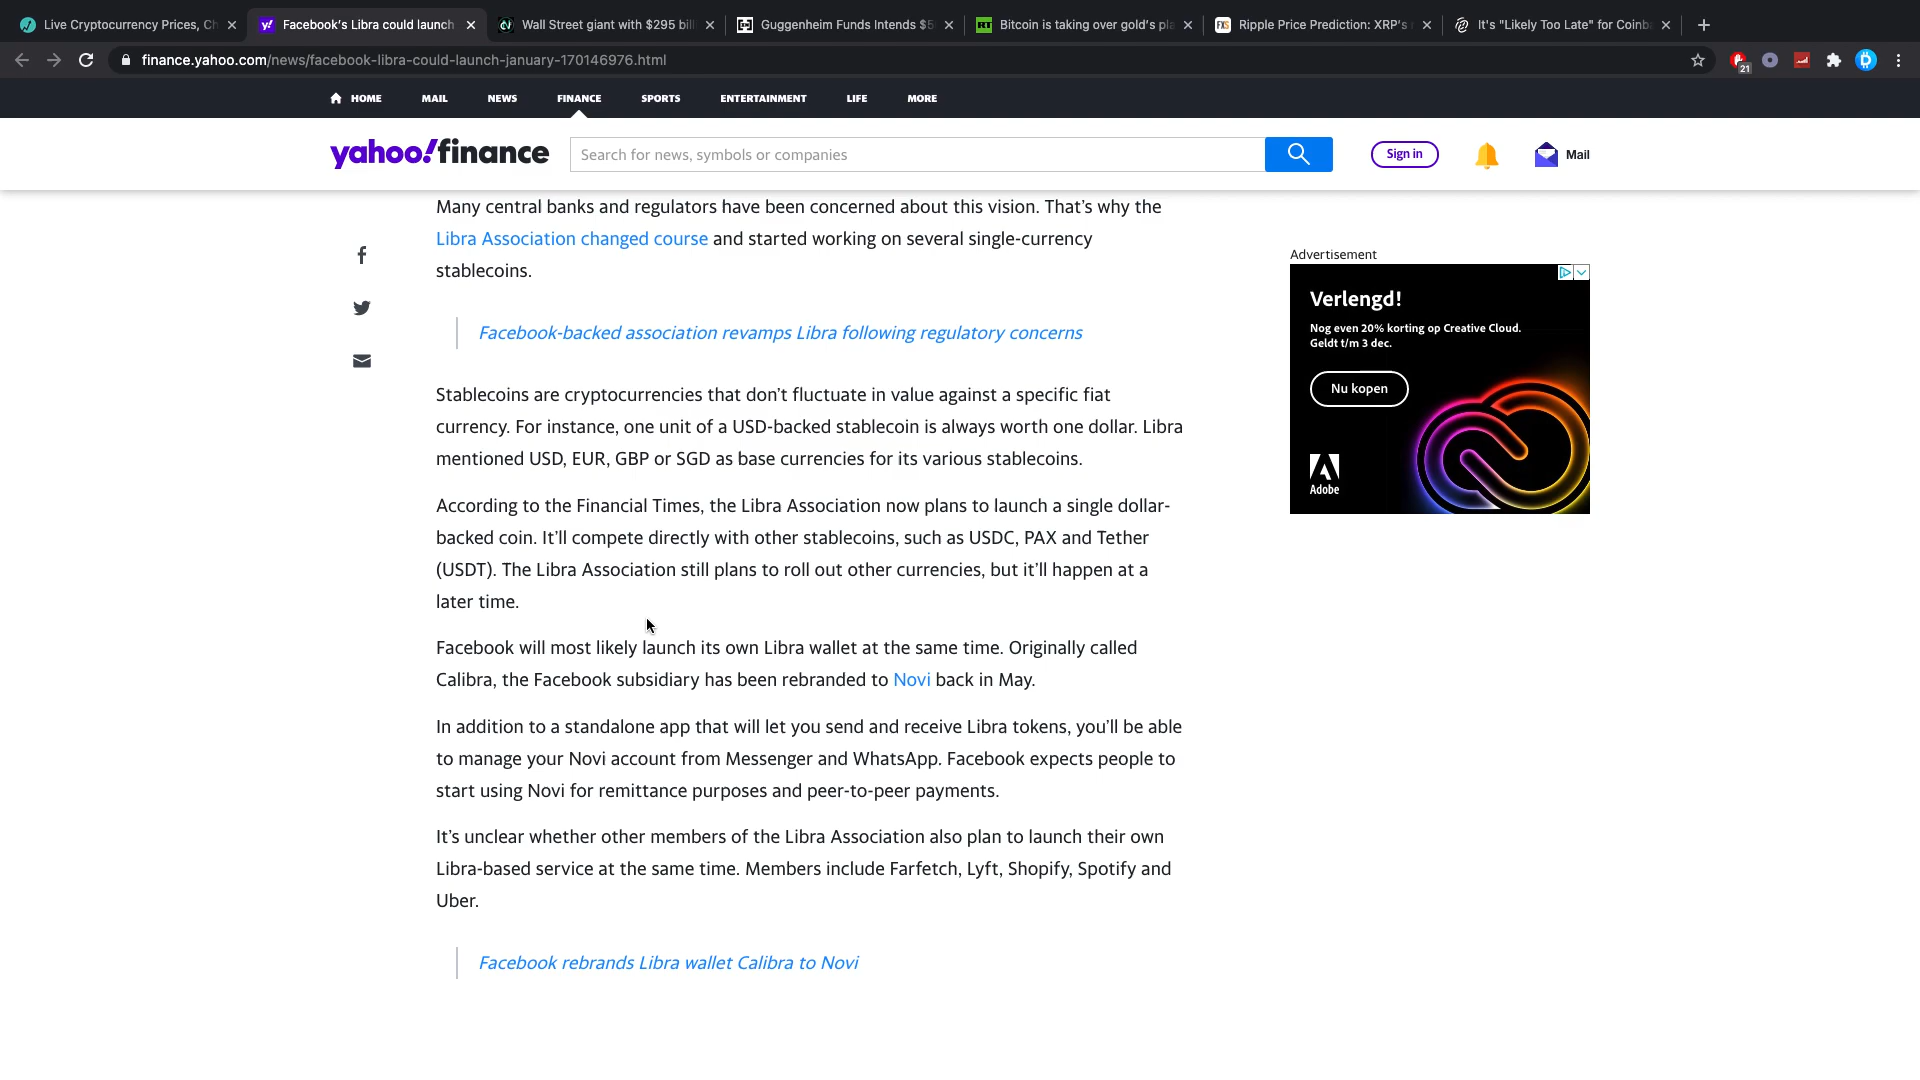 Live Cryptocurrency Prices, Ch
Facebook's Libra could launch
Wall Street giant with $295 bill
Guggenheim Funds Intends $5
Bitcoin is taking over gold's pla
Ripple Price Prediction: XRP's r
It's "Likely Too Late" for Coinb
finance.yahoo.com/news/facebook-libra-could-launch-january-170146976.html
21
HOME MAIL NEWS FINANCE SPORTS ENTERTAINMENT LIFE MORE
yahoo!finance
Search for news, symbols or companies
Sign in
Mail
Many central banks and regulators have been concerned about this vision. That's why the
Libra Association changed course and started working on several single-currency
stablecoins.
Facebook-backed association revamps Libra following regulatory concerns
Stablecoins are cryptocurrencies that don't fluctuate in value against a specific fiat
currency. For instance, one unit of a USD-backed stablecoin is always worth one dollar. Libra
mentioned USD, EUR, GBP or SGD as base currencies for its various stablecoins.
According to the Financial Times, the Libra Association now plans to launch a single dollar-
backed coin. It'll compete directly with other stablecoins, such as USDC, PAX and Tether
(USDT). The Libra Association still plans to roll out other currencies, but it'll happen at a
later time.
Facebook will most likely launch its own Libra wallet at the same time. Originally called
Calibra, the Facebook subsidiary has been rebranded to Novi back in May.
In addition to a standalone app that will let you send and receive Libra tokens, you'll be able
to manage your Novi account from Messenger and WhatsApp. Facebook expects people to
start using Novi for remittance purposes and peer-to-peer payments.
It's unclear whether other members of the Libra Association also plan to launch their own
Libra-based service at the same time. Members include Farfetch, Lyft, Shopify, Spotify and
Uber.
Facebook rebrands Libra wallet Calibra to Novi
Advertisement
Verlengd!
Nog even 20% korting op Creative Cloud.
Geldt t/m 3 dec.
Nu kopen
Adobe